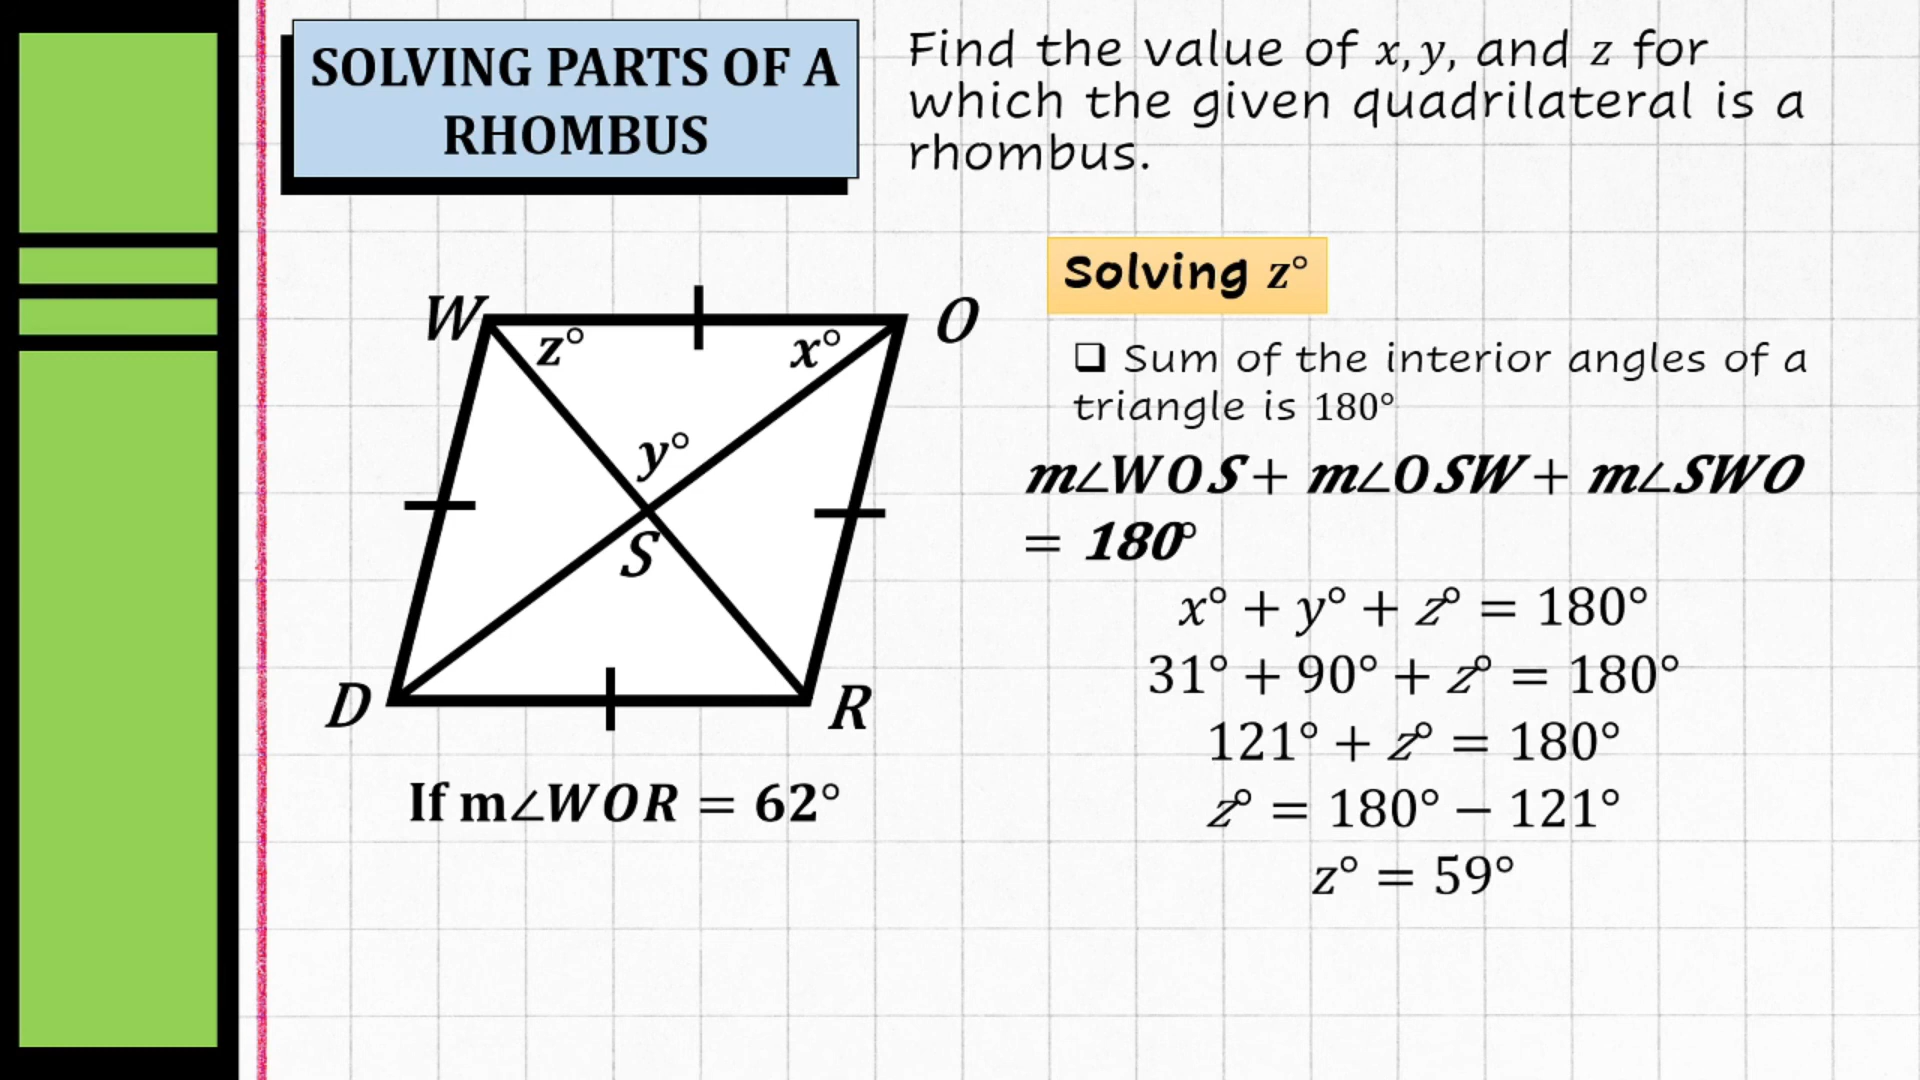 SOLVING PARTS OF A
RHOMBUS
Find the value of x, y, and z for
which the given quadrilateral is a
rhombus.
Solving z°
W
z°
x°
O
y°
S
D
R
If m∠WOR = 62°
❑ Sum of the interior angles of a
triangle is 180°
m∠WOS + m∠OSW + m∠SWO
= 180°
x° + y° + z° = 180°
31° + 90° + z° = 180°
121° + z° = 180°
z° = 180° − 121°
z° = 59°